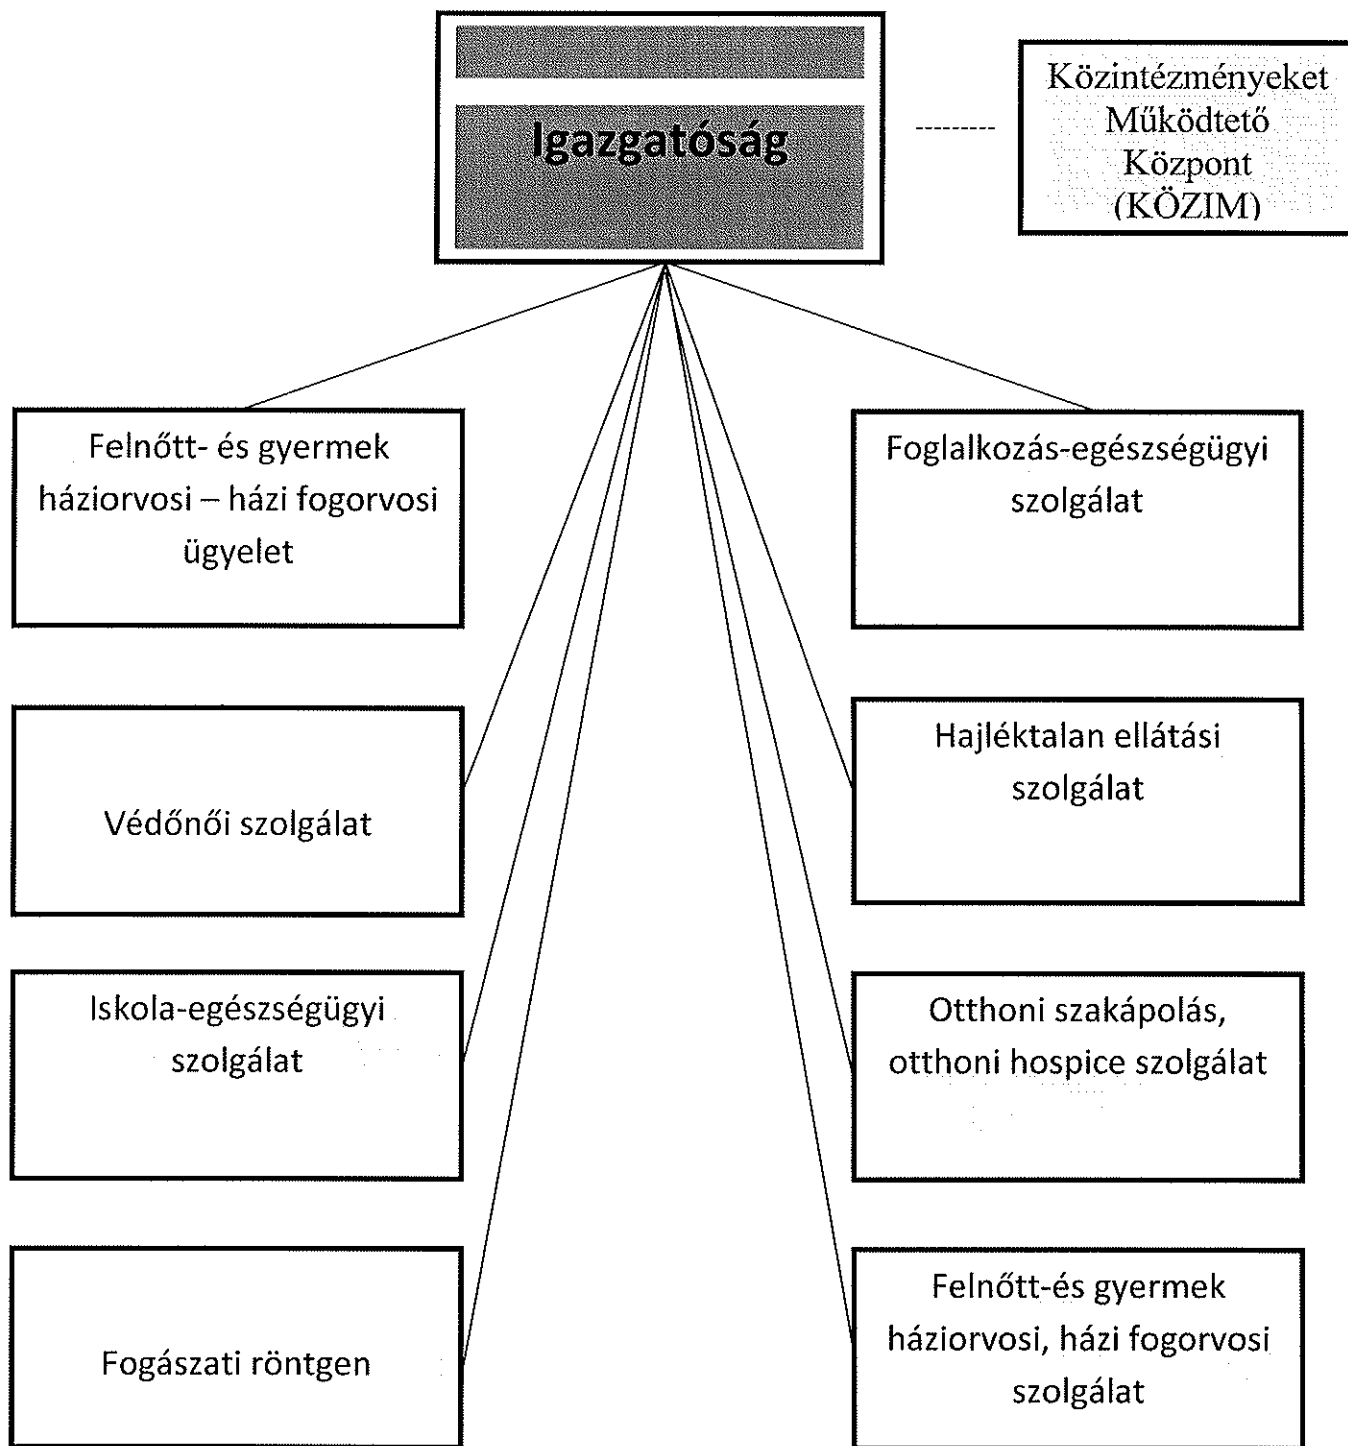 Igazgatóság
Közintézményeket
Működtető
Központ
(KÖZIM)
Felnőtt- és gyermek
háziorvosi – házi fogorvosi
ügyelet
Foglalkozás-egészségügyi
szolgálat
Védőnői szolgálat
Hajléktalan ellátási
szolgálat
Iskola-egészségügyi
szolgálat
Otthoni szakápolás,
otthoni hospice szolgálat
Fogászati röntgen
Felnőtt-és gyermek
háziorvosi, házi fogorvosi
szolgálat